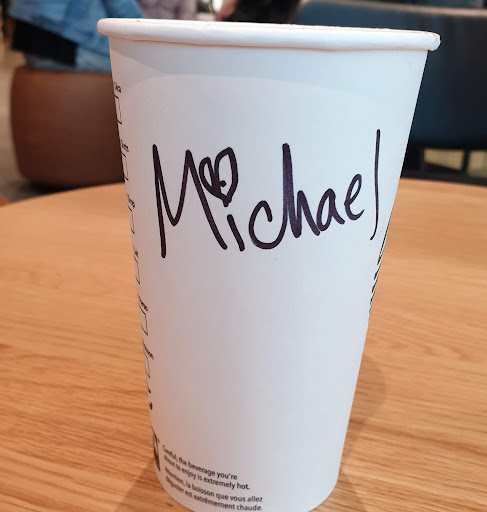 Michael
Careful, the beverage you're
about to enjoy is extremely hot.
Attention, la boisson que vous allez
déguster est extrêmement chaude.